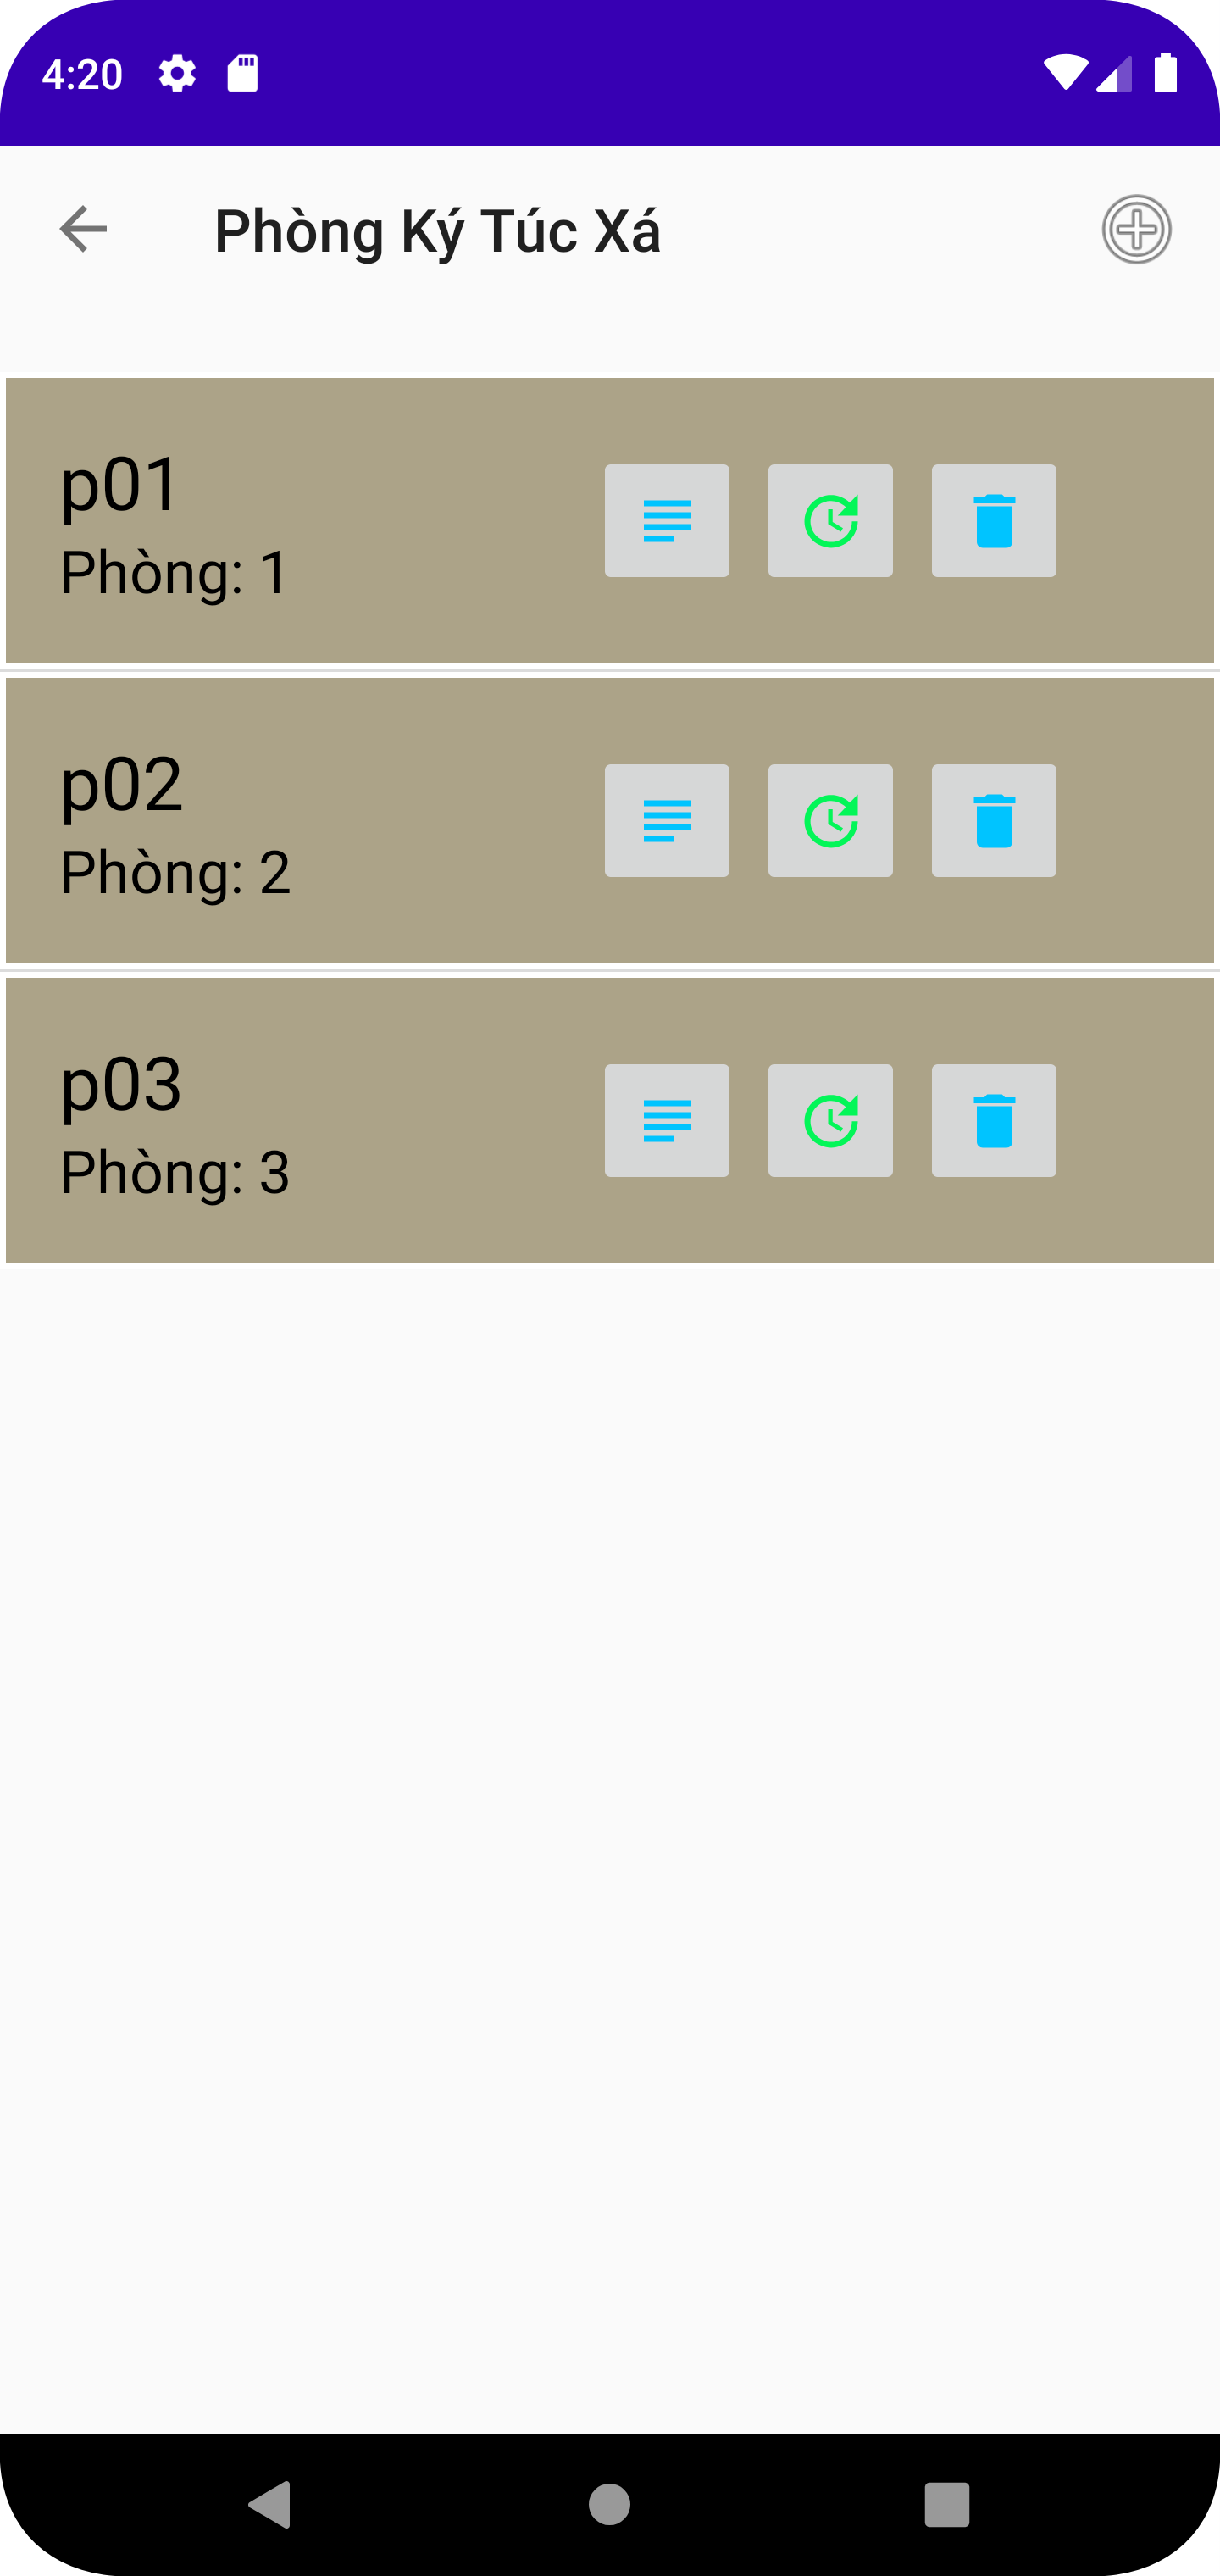 4:20
Phòng Ký Túc Xá
p01
Phòng: 1
p02
Phòng: 2
p03
Phòng: 3